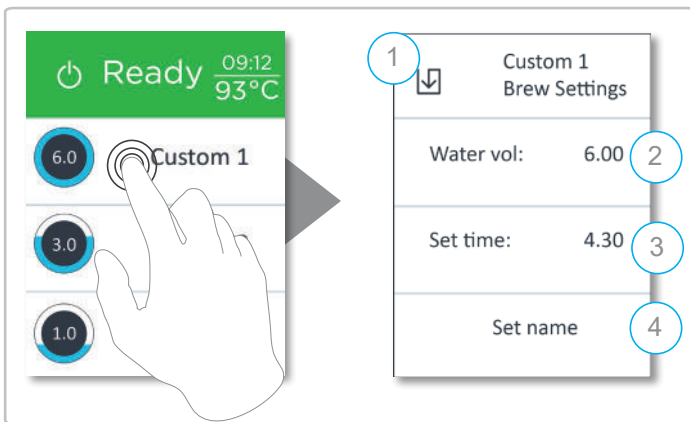 Ready 09:12
93°C
6.0 Custom 1
3.0
1.0
1
Custom 1
Brew Settings
Water vol: 6.00 2
Set time: 4.30 3
Set name 4